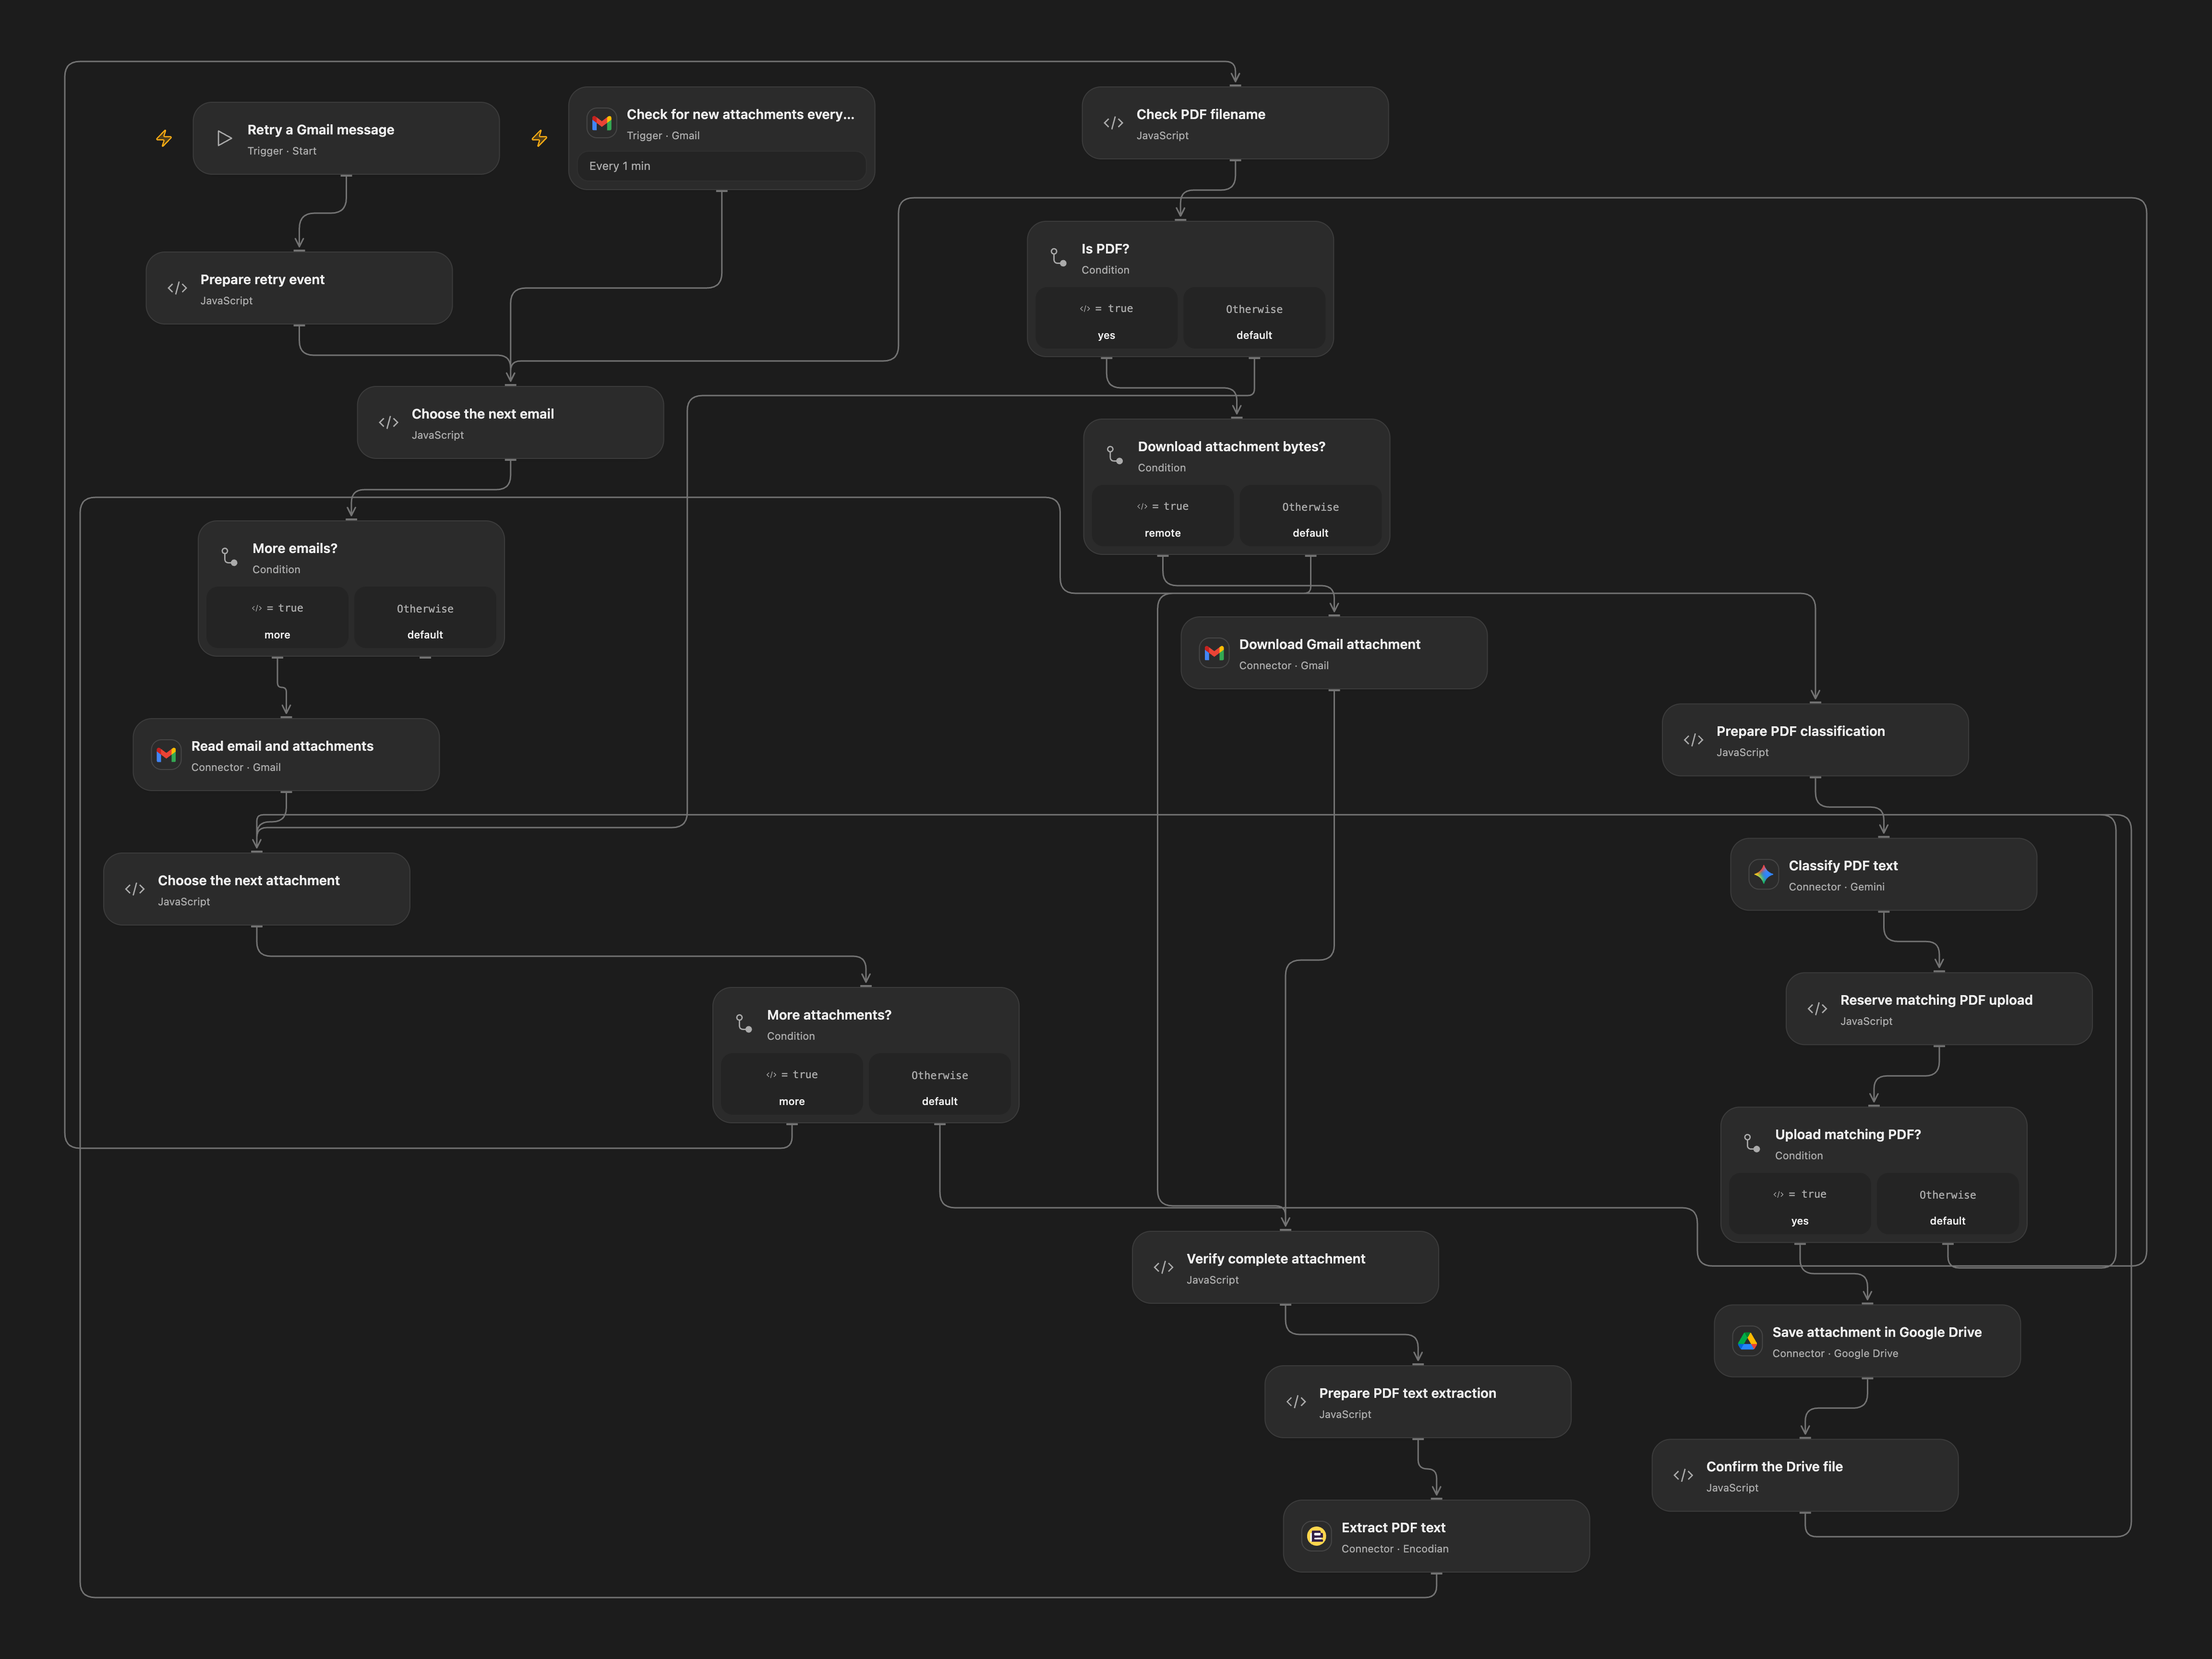 Retry a Gmail message
Trigger · Start
Check for new attachments every...
Trigger · Gmail
Every 1 min
Check PDF filename
JavaScript
Prepare retry event
JavaScript
Is PDF?
Condition
</> = true
yes
Otherwise
default
Choose the next email
JavaScript
Download attachment bytes?
Condition
</> = true
remote
Otherwise
default
More emails?
Condition
</> = true
more
Otherwise
default
Download Gmail attachment
Connector · Gmail
Read email and attachments
Connector · Gmail
Prepare PDF classification
JavaScript
Choose the next attachment
JavaScript
Classify PDF text
Connector · Gemini
More attachments?
Condition
</> = true
more
Otherwise
default
Reserve matching PDF upload
JavaScript
Upload matching PDF?
Condition
</> = true
yes
Otherwise
default
Verify complete attachment
JavaScript
Save attachment in Google Drive
Connector · Google Drive
Prepare PDF text extraction
JavaScript
Confirm the Drive file
JavaScript
Extract PDF text
Connector · Encodian